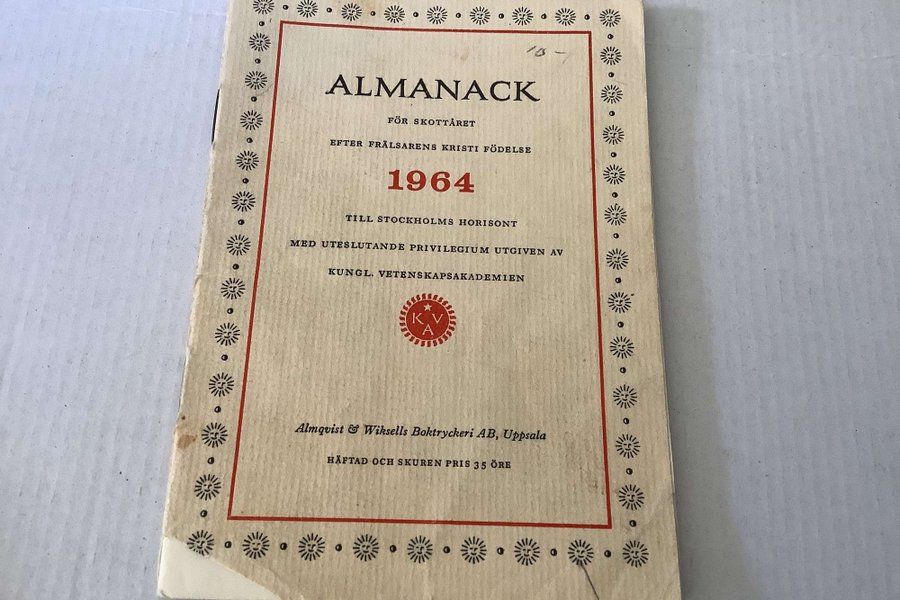 ALMANACK
FÖR SKOTTÅRET
EFTER FRÄLSARENS KRISTI FÖDELSE
1964
TILL STOCKHOLMS HORISONT
MED UTESLUTANDE PRIVILEGIUM UTGIVEN AV
KUNGL. VETENSKAPSAKADEMIEN
KVA
Almqvist & Wiksells Boktryckeri AB, Uppsala
HÄFTAD OCH SKUREN PRIS 35 ÖRE